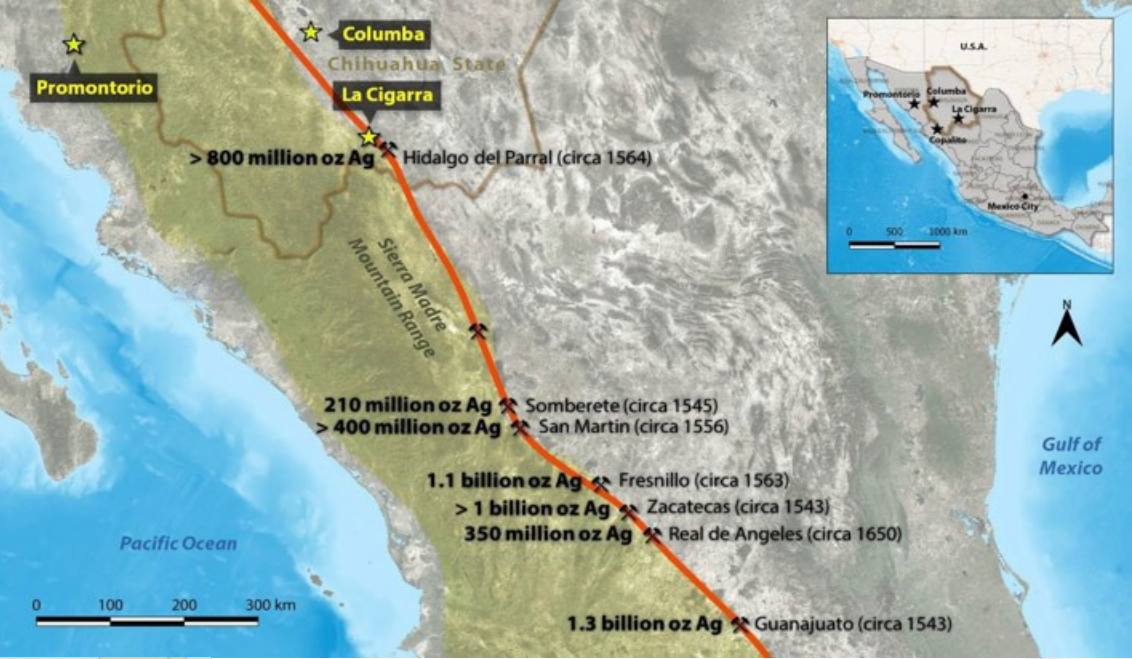 Columba
Chihuahua State
Promontorio
La Cigarra
> 800 million oz Ag Hidalgo del Parral (circa 1564)
Sierra Madre
Mountain Range
210 million oz Ag Somberete (circa 1545)
> 400 million oz Ag San Martin (circa 1556)
1.1 billion oz Ag Fresnillo (circa 1563)
> 1 billion oz Ag Zacatecas (circa 1543)
350 million oz Ag Real de Angeles (circa 1650)
1.3 billion oz Ag Guanajuato (circa 1543)
Pacific Ocean
0 100 200 300 km
Gulf of
Mexico
N
U.S.A.
Promontorio
Columba
La Cigarra
Copalito
Mexico City
0 500 1000 km